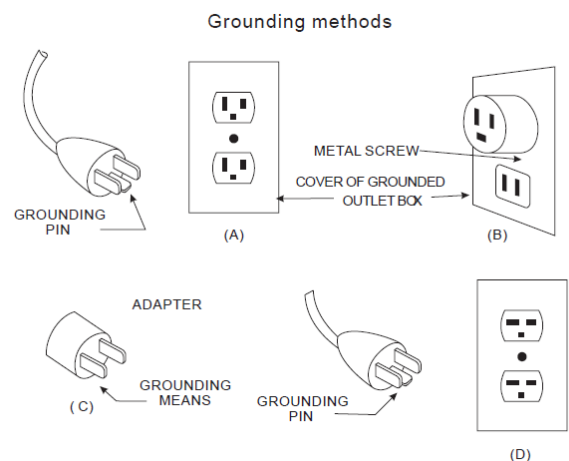 Grounding methods
GROUNDING
PIN
(A)
METAL SCREW
COVER OF GROUNDED
OUTLET BOX
(B)
ADAPTER
GROUNDING
MEANS
( C)
GROUNDING
PIN
(D)